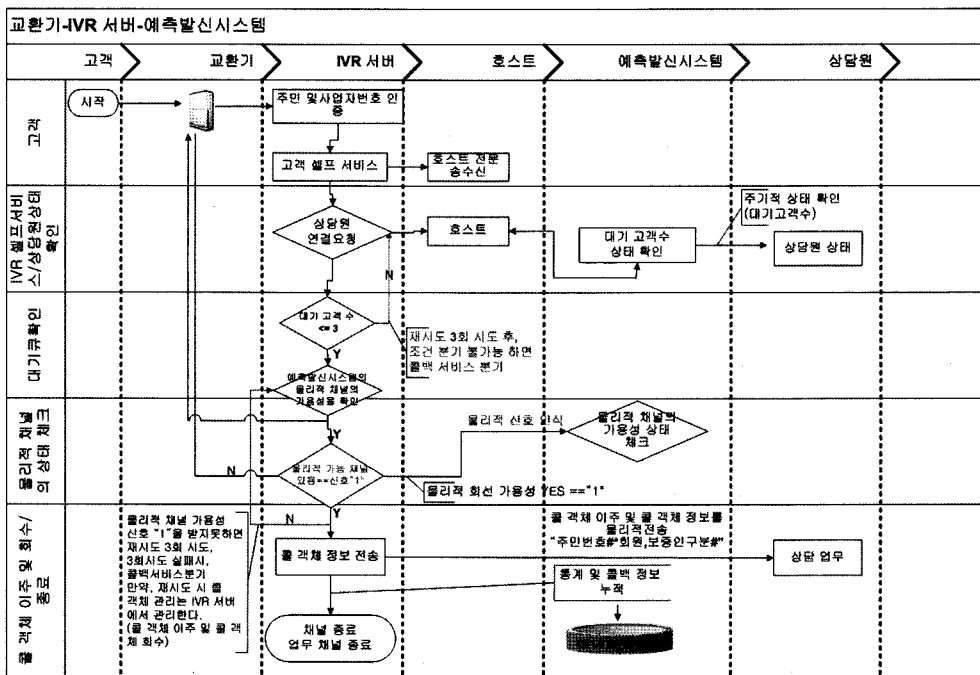 교환기-IVR 서버-예측발신시스템
고객
교환기
IVR 서버
호스트
예측발신시스템
상담원
고객
시작
주민 및사업자번호 인
증
고객 셀프 서비스
호스트 전문
송수신
IVR 셀프서비
스/상담원상태
확인
상담원
연결요청
호스트
대기 고객수
상태 확인
주기적 상태 확인
(대기고객수)
상담원 상태
N
대기큐확인
대기 고객 수
<= 3
재시도 3회 시도 후,
조건 분기 불가능 하면
콜백 서비스 분기
Y
예측발신시스템의
물리적 채널의
가용성을 확인
물리적 채널
의 상태 체크
Y
물리적 신호 인식
물리적 채널의
가용성 상태
체크
N
물리적 가능 채널
있음==신호"1"
물리적 회선 가용성 YES =="1"
콜 객체 이주 및 회수/
종료
N
Y
물리적 채널 가용성
신호 "1"을 받지못하면
재시도 3회 시도,
3회시도 실패시,
콜백서비스분기
만약, 재시도 시 콜
객체 관리는 IVR 서버
에서 관리한다.
(콜 객체 이주 및 콜 객
체 회수)
콜 객체 정보 전송
콜 객체 이주 및 콜 객체 정보를
물리적전송
"주민번호#*회원,보증인구분#"
상담 업무
통계 및 콜백 정보
누적
채널 종료
업무 채널 종료